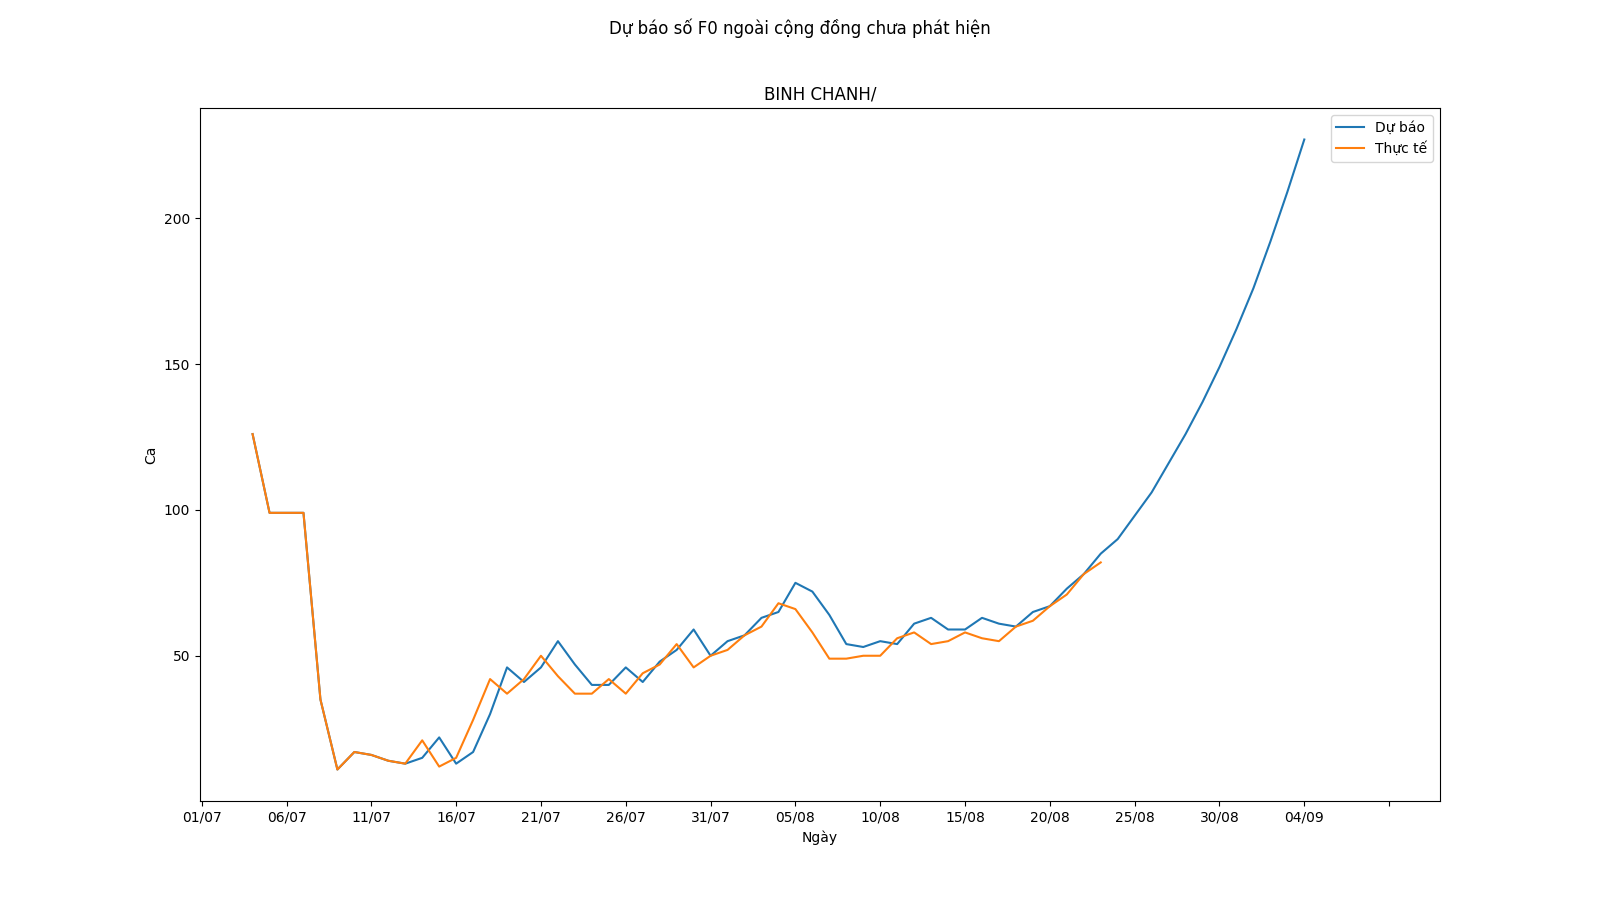 Dự báo số F0 ngoài cộng đồng chưa phát hiện
BINH CHANH/
Dự báo
Thực tế
200
150
100
50
Ca
01/07 06/07 11/07 16/07 21/07 26/07 31/07 05/08 10/08 15/08 20/08 25/08 30/08 04/09
Ngày